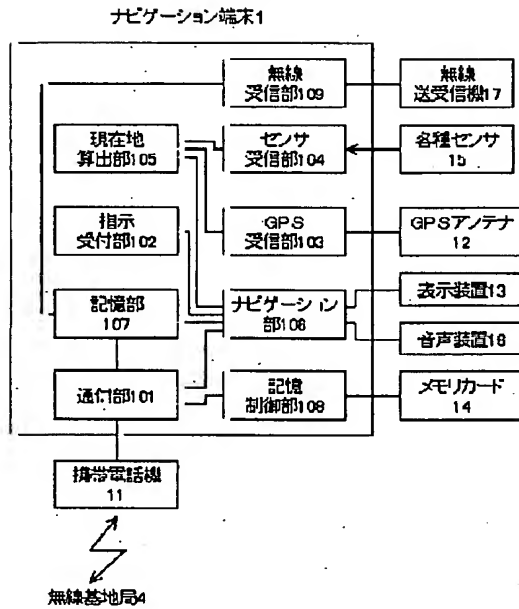 ナビゲーション端末1
無線
受信部109
無線
送受信機17
現在地
算出部105
センサ
受信部104
各種センサ
15
指示
受付部102
GPS
受信部103
GPSアンテナ
12
記憶部
107
ナビゲーション
部106
表示装置13
音声装置16
通付部101
記憶
制御部108
メモリカード
14
携帯電話機
11
無線基地局4